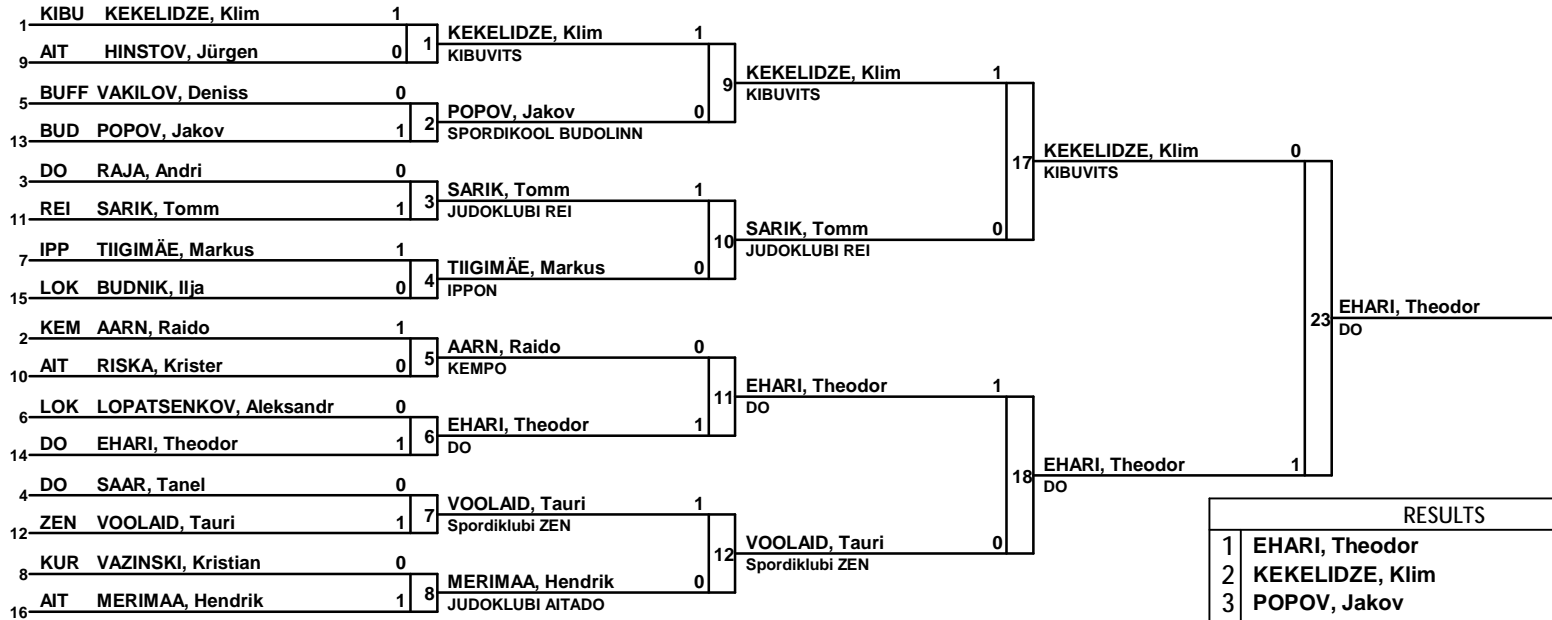 KIBU KEKELIDZE, Klim 1
1
AIT HINSTOV, Jürgen 0
9
1
KEKELIDZE, Klim 1
KIBUVITS
BUFF VAKILOV, Deniss 0
5
BUD POPOV, Jakov 1
13
2
POPOV, Jakov 0
SPORDIKOOL BUDOLINN
9
KEKELIDZE, Klim 1
KIBUVITS
DO RAJA, Andri 0
3
REI SARIK, Tomm 1
11
3
SARIK, Tomm 1
JUDOKLUBI REI
IPP TIIGIMÄE, Markus 1
7
LOK BUDNIK, Ilja 0
15
4
TIIGIMÄE, Markus 0
IPPON
10
SARIK, Tomm 0
JUDOKLUBI REI
17
KEKELIDZE, Klim 0
KIBUVITS
KEM AARN, Raido 1
2
AIT RISKA, Krister 0
10
5
AARN, Raido 0
KEMPO
LOK LOPATSENKOV, Aleksandr 0
6
DO EHARI, Theodor 1
14
6
EHARI, Theodor 1
DO
11
EHARI, Theodor 1
DO
DO SAAR, Tanel 0
4
ZEN VOOLAID, Tauri 1
12
7
VOOLAID, Tauri 1
Spordiklubi ZEN
KUR VAZINSKI, Kristian 0
8
AIT MERIMAA, Hendrik 1
16
8
MERIMAA, Hendrik 0
JUDOKLUBI AITADO
12
VOOLAID, Tauri 0
Spordiklubi ZEN
18
EHARI, Theodor 1
DO
23
EHARI, Theodor
DO
RESULTS
1 EHARI, Theodor
2 KEKELIDZE, Klim
3 POPOV, Jakov